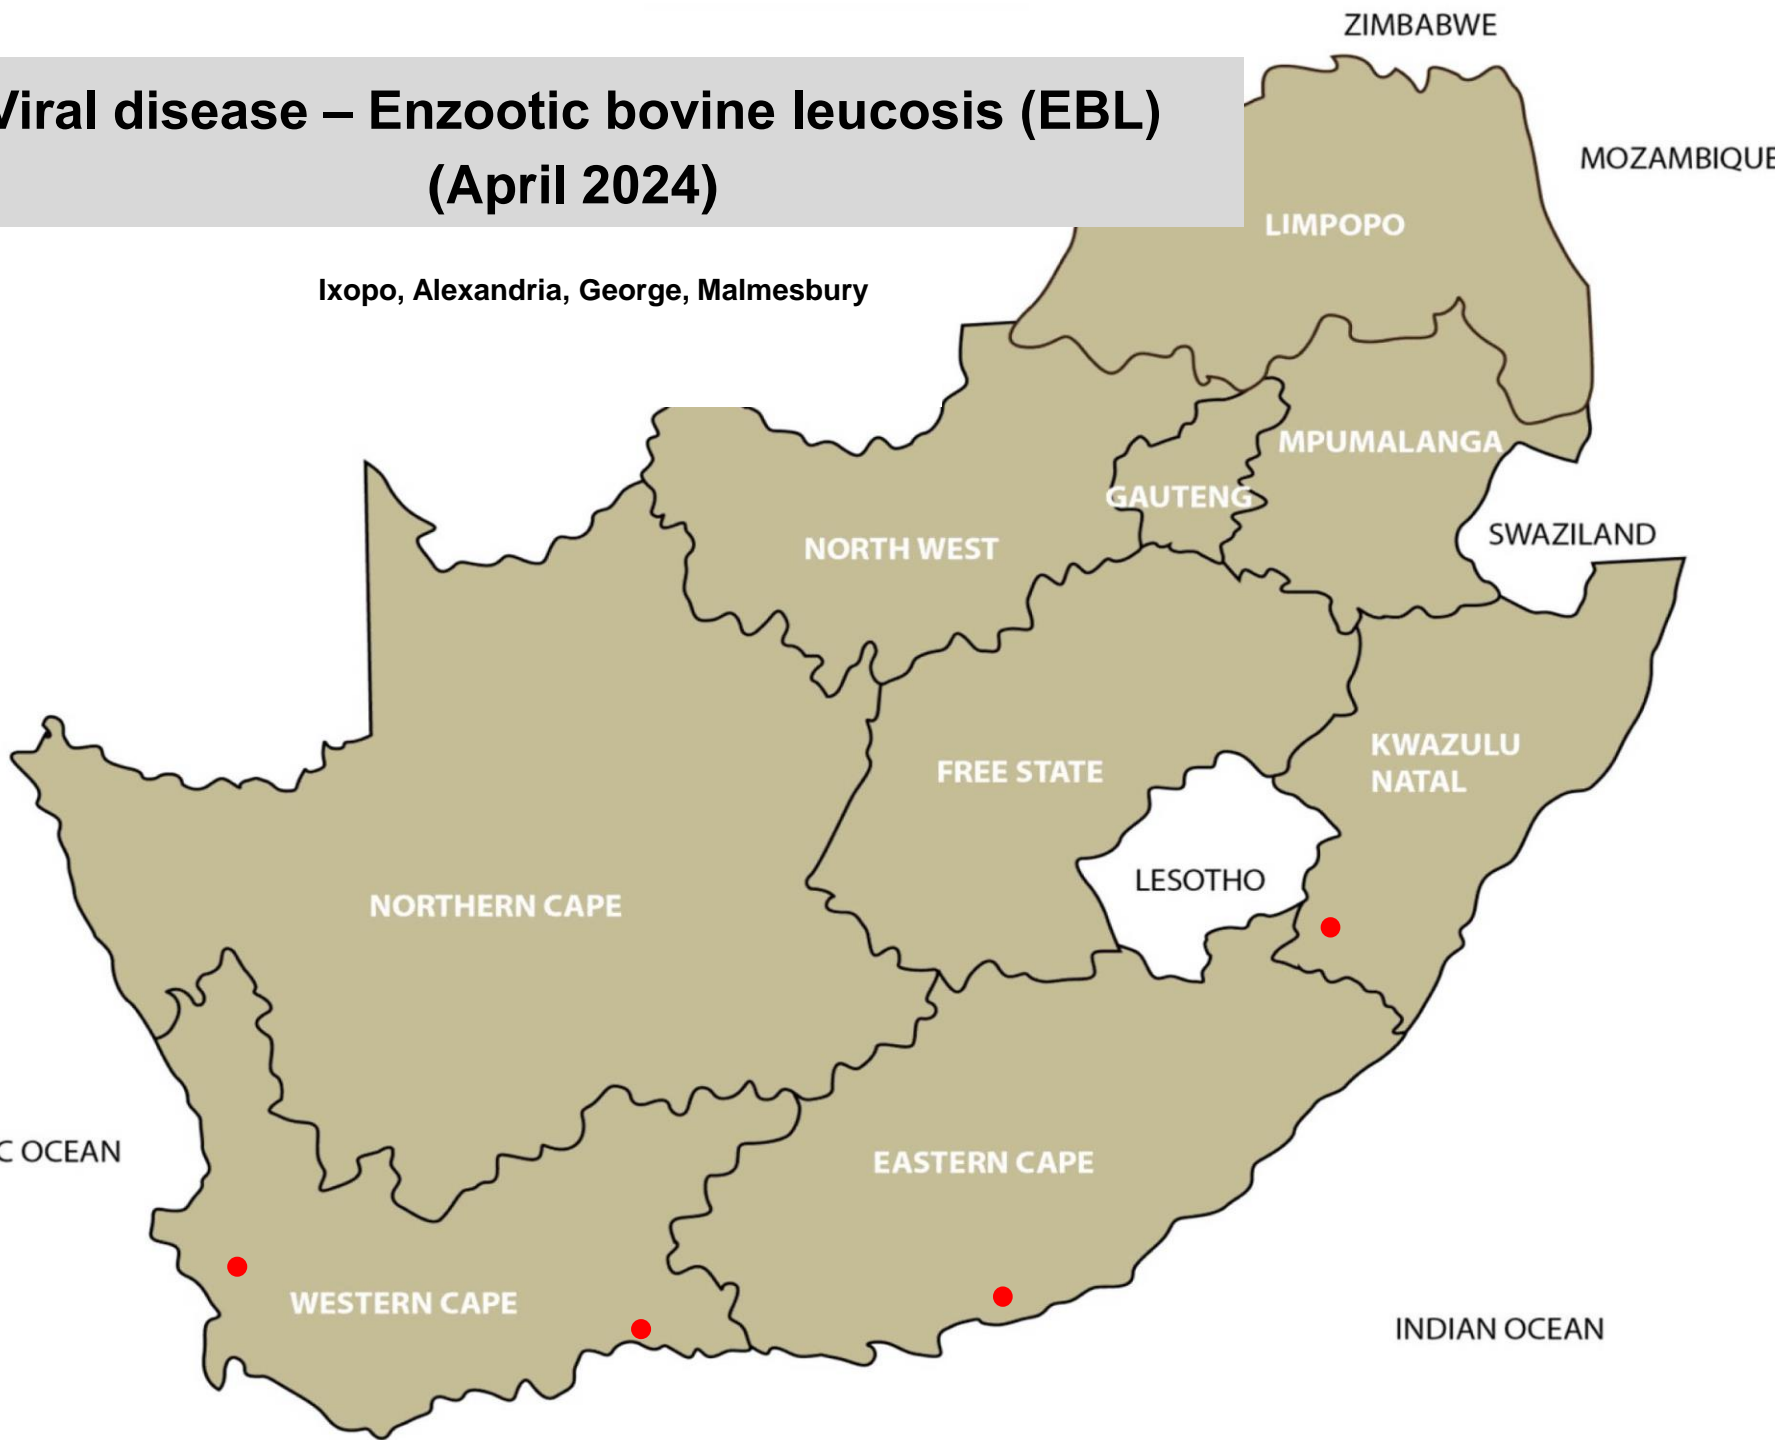 ZIMBABWE
Viral disease – Enzootic bovine leucosis (EBL)
(April 2024)
MOZAMBIQUE
LIMPOPO
Ixopo, Alexandria, George, Malmesbury
MPUMALANGA
GAUTENG
SWAZILAND
NORTH WEST
KWAZULU
NATAL
FREE STATE
LESOTHO
NORTHERN CAPE
C OCEAN
EASTERN CAPE
WESTERN CAPE
INDIAN OCEAN